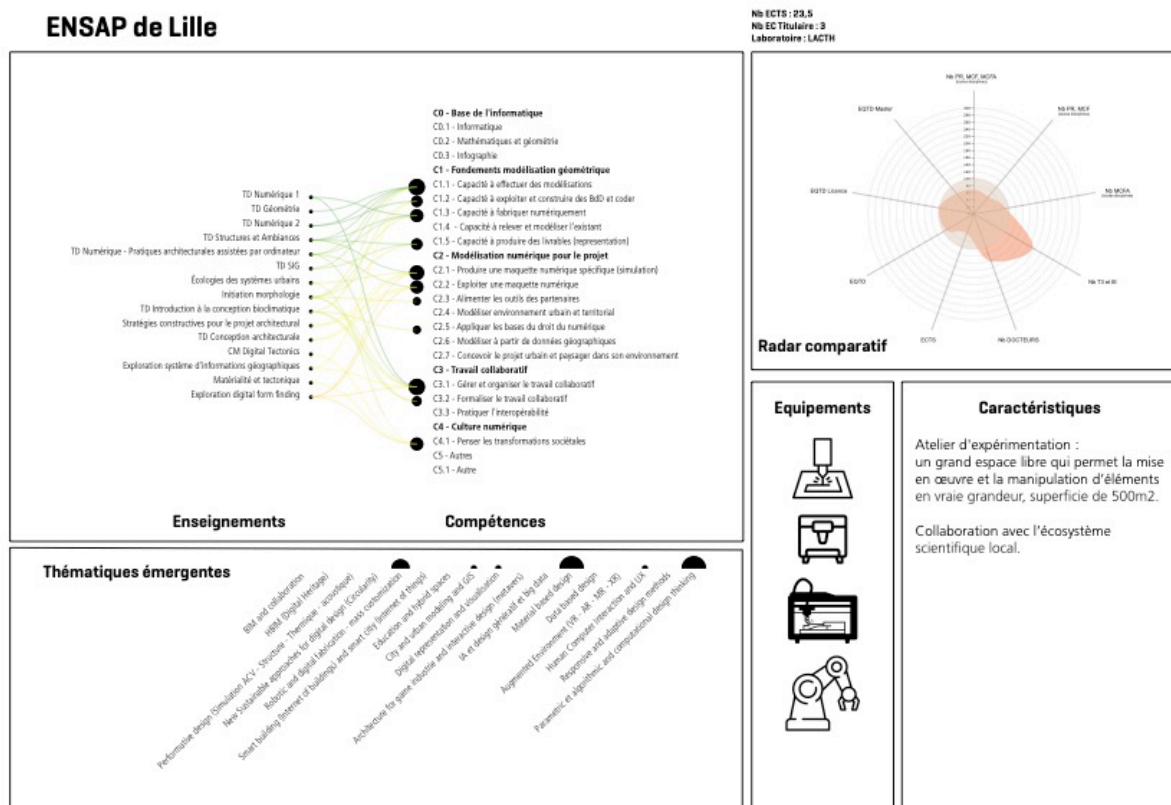 ENSAP de Lille
Nb ECTS : 23,5
Nb EC Titulaire : 3
Laboratoire : LACTH
TD Numérique 1
TD Géométrie
TD Numérique 2
TD Structures et Ambiances
TD Numérique - Pratiques architecturales assistées par ordinateur
TD SIG
Écologies des systèmes urbains
Initiation morphologie
TD Introduction à la conception bioclimatique
Stratégies constructives pour le projet architectural
TD Conception architecturale
CM Digital Tectonics
Exploration système d'informations géographiques
Matérialité et tectonique
Exploration digital form finding
Enseignements
C0 - Base de l'informatique
C0.1 - Informatique
C0.2 - Mathématiques et géométrie
C0.3 - Infographie
C1 - Fondements modélisation géométrique
C1.1 - Capacité à effectuer des modélisations
C1.2 - Capacité à exploiter et construire des BdD et coder
C1.3 - Capacité à fabriquer numériquement
C1.4 - Capacité à relever et modéliser l'existant
C1.5 - Capacité à produire des livrables (representation)
C2 - Modélisation numérique pour le projet
C2.1 - Produire une maquette numérique spécifique (simulation)
C2.2 - Exploiter une maquette numérique
C2.3 - Alimenter les outils des partenaires
C2.4 - Modéliser environnement urbain et territorial
C2.5 - Appliquer les bases du droit du numérique
C2.6 - Modéliser à partir de données géographiques
C2.7 - Concevoir le projet urbain et paysager dans son environnement
C3 - Travail collaboratif
C3.1 - Gérer et organiser le travail collaboratif
C3.2 - Formaliser le travail collaboratif
C3.3 - Pratiquer l'interopérabilité
C4 - Culture numérique
C4.1 - Penser les transformations sociétales
C5 - Autres
C5.1 - Autre
Compétences
Nb PR, MCF, MCFA
Nb PR, MCF
Nb MCFA
Nb T3 et BI
Nb DOCTEURS
ECTS
EQTD
EQTD Licence
EQTD Master
Radar comparatif
Equipements
Caractéristiques
Atelier d'expérimentation :
un grand espace libre qui permet la mise
en œuvre et la manipulation d'éléments
en vraie grandeur, superficie de 500m2.
Collaboration avec l'écosystème
scientifique local.
Thématiques émergentes
BIM and collaboration
HBIM (Digital Heritage)
Performative design (Simulation ACV - Structure - Thermique - acoustique)
New Sustainable approaches for digital design (Circularity)
Robotic and digital fabrication - mass customization
Smart building (Internet of buildings) and smart city (internet of things)
Education and hybrid spaces
City and urban modeling and GIS
Digital representation and visualisation
Architecture for game industrie and interactive design (metavers)
IA et design génératif et big data
Material based design
Data based design
Augmented Environment (VR - AR - MR - XR)
Human Computer interaction and UX
Responsive and adaptive design methods
Parametric et algorithmic and computational design thinking